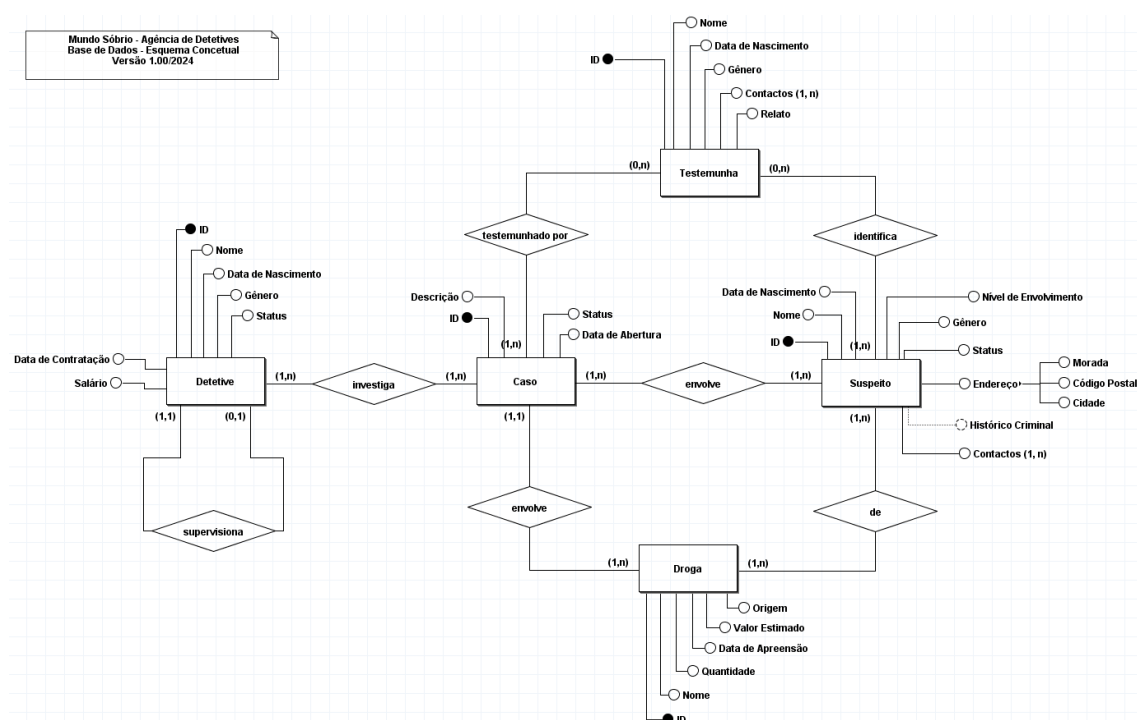 Mundo Sóbrio - Agência de Detetives
Base de Dados - Esquema Concetual
Versão 1.00/2024
Nome
Data de Nascimento
ID
Género
Contactos (1, n)
Relato
(0,n)
Testemunha
(0,n)
testemunhado por
identifica
ID
Nome
Data de Nascimento
Género
Status
Data de Contratação
Salário
Detetive
(1,n)
(1,1)
(0,1)
supervisiona
investiga
Descrição
ID
Status
Data de Abertura
(1,n)
(1,n)
Caso
(1,n)
(1,1)
envolve
Data de Nascimento
Nome
ID
Nível de Envolvimento
Género
Status
(1,n)
(1,n)
Suspeito
(1,n)
Endereço
Morada
Código Postal
Cidade
Histórico Criminal
Contactos (1, n)
envolve
de
(1,n)
Droga
(1,n)
Origem
Valor Estimado
Data de Apreensão
Quantidade
Nome
ID